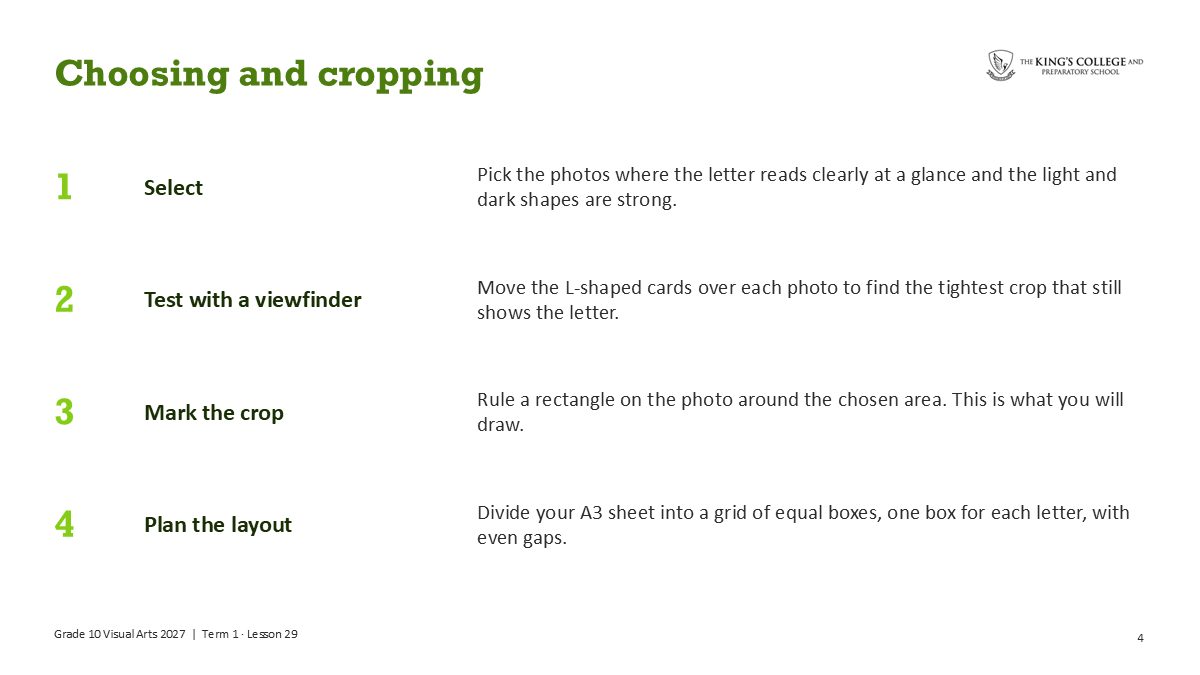 Choosing and cropping
THE KING'S COLLEGE AND
PREPARATORY SCHOOL
1
Select
Pick the photos where the letter reads clearly at a glance and the light and
dark shapes are strong.
2
Test with a viewfinder
Move the L-shaped cards over each photo to find the tightest crop that still
shows the letter.
3
Mark the crop
Rule a rectangle on the photo around the chosen area. This is what you will
draw.
4
Plan the layout
Divide your A3 sheet into a grid of equal boxes, one box for each letter, with
even gaps.
Grade 10 Visual Arts 2027 | Term 1 · Lesson 29
4